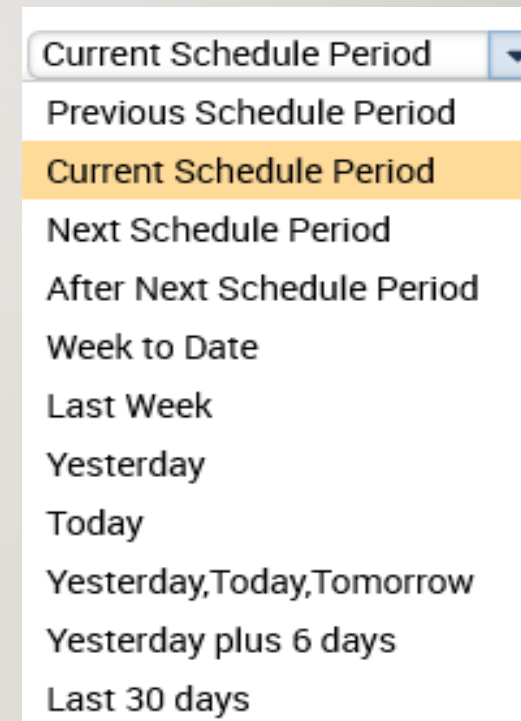 Current Schedule Period
Previous Schedule Period
Current Schedule Period
Next Schedule Period
After Next Schedule Period
Week to Date
Last Week
Yesterday
Today
Yesterday,Today,Tomorrow
Yesterday plus 6 days
Last 30 days